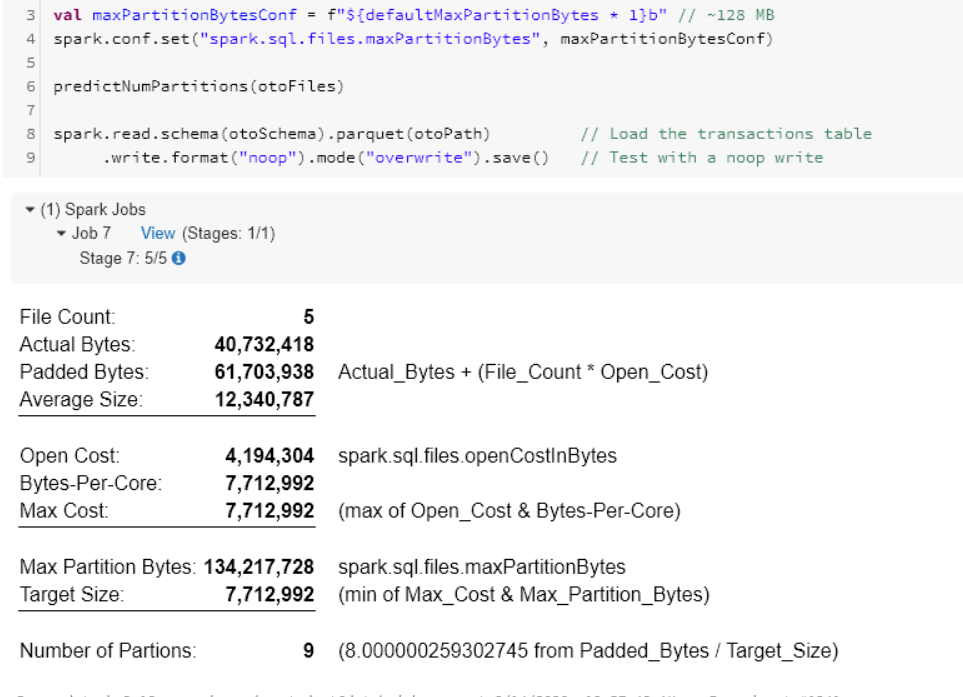 3 val maxPartitionBytesConf = f"${defaultMaxPartitionBytes * 1}b" // ~128 MB
4 spark.conf.set("spark.sql.files.maxPartitionBytes", maxPartitionBytesConf)
5
6 predictNumPartitions(otoFiles)
7
8 spark.read.schema(otoSchema).parquet(otoPath) // Load the transactions table
9 .write.format("noop").mode("overwrite").save() // Test with a noop write
(1) Spark Jobs
Job 7 View (Stages: 1/1)
Stage 7: 5/5
File Count: 5
Actual Bytes: 40,732,418
Padded Bytes: 61,703,938 Actual_Bytes + (File_Count * Open_Cost)
Average Size: 12,340,787
Open Cost: 4,194,304 spark.sql.files.openCostInBytes
Bytes-Per-Core: 7,712,992
Max Cost: 7,712,992 (max of Open_Cost & Bytes-Per-Core)
Max Partition Bytes: 134,217,728 spark.sql.files.maxPartitionBytes
Target Size: 7,712,992 (min of Max_Cost & Max_Partition_Bytes)
Number of Partions: 9 (8.000000259302745 from Padded_Bytes / Target_Size)